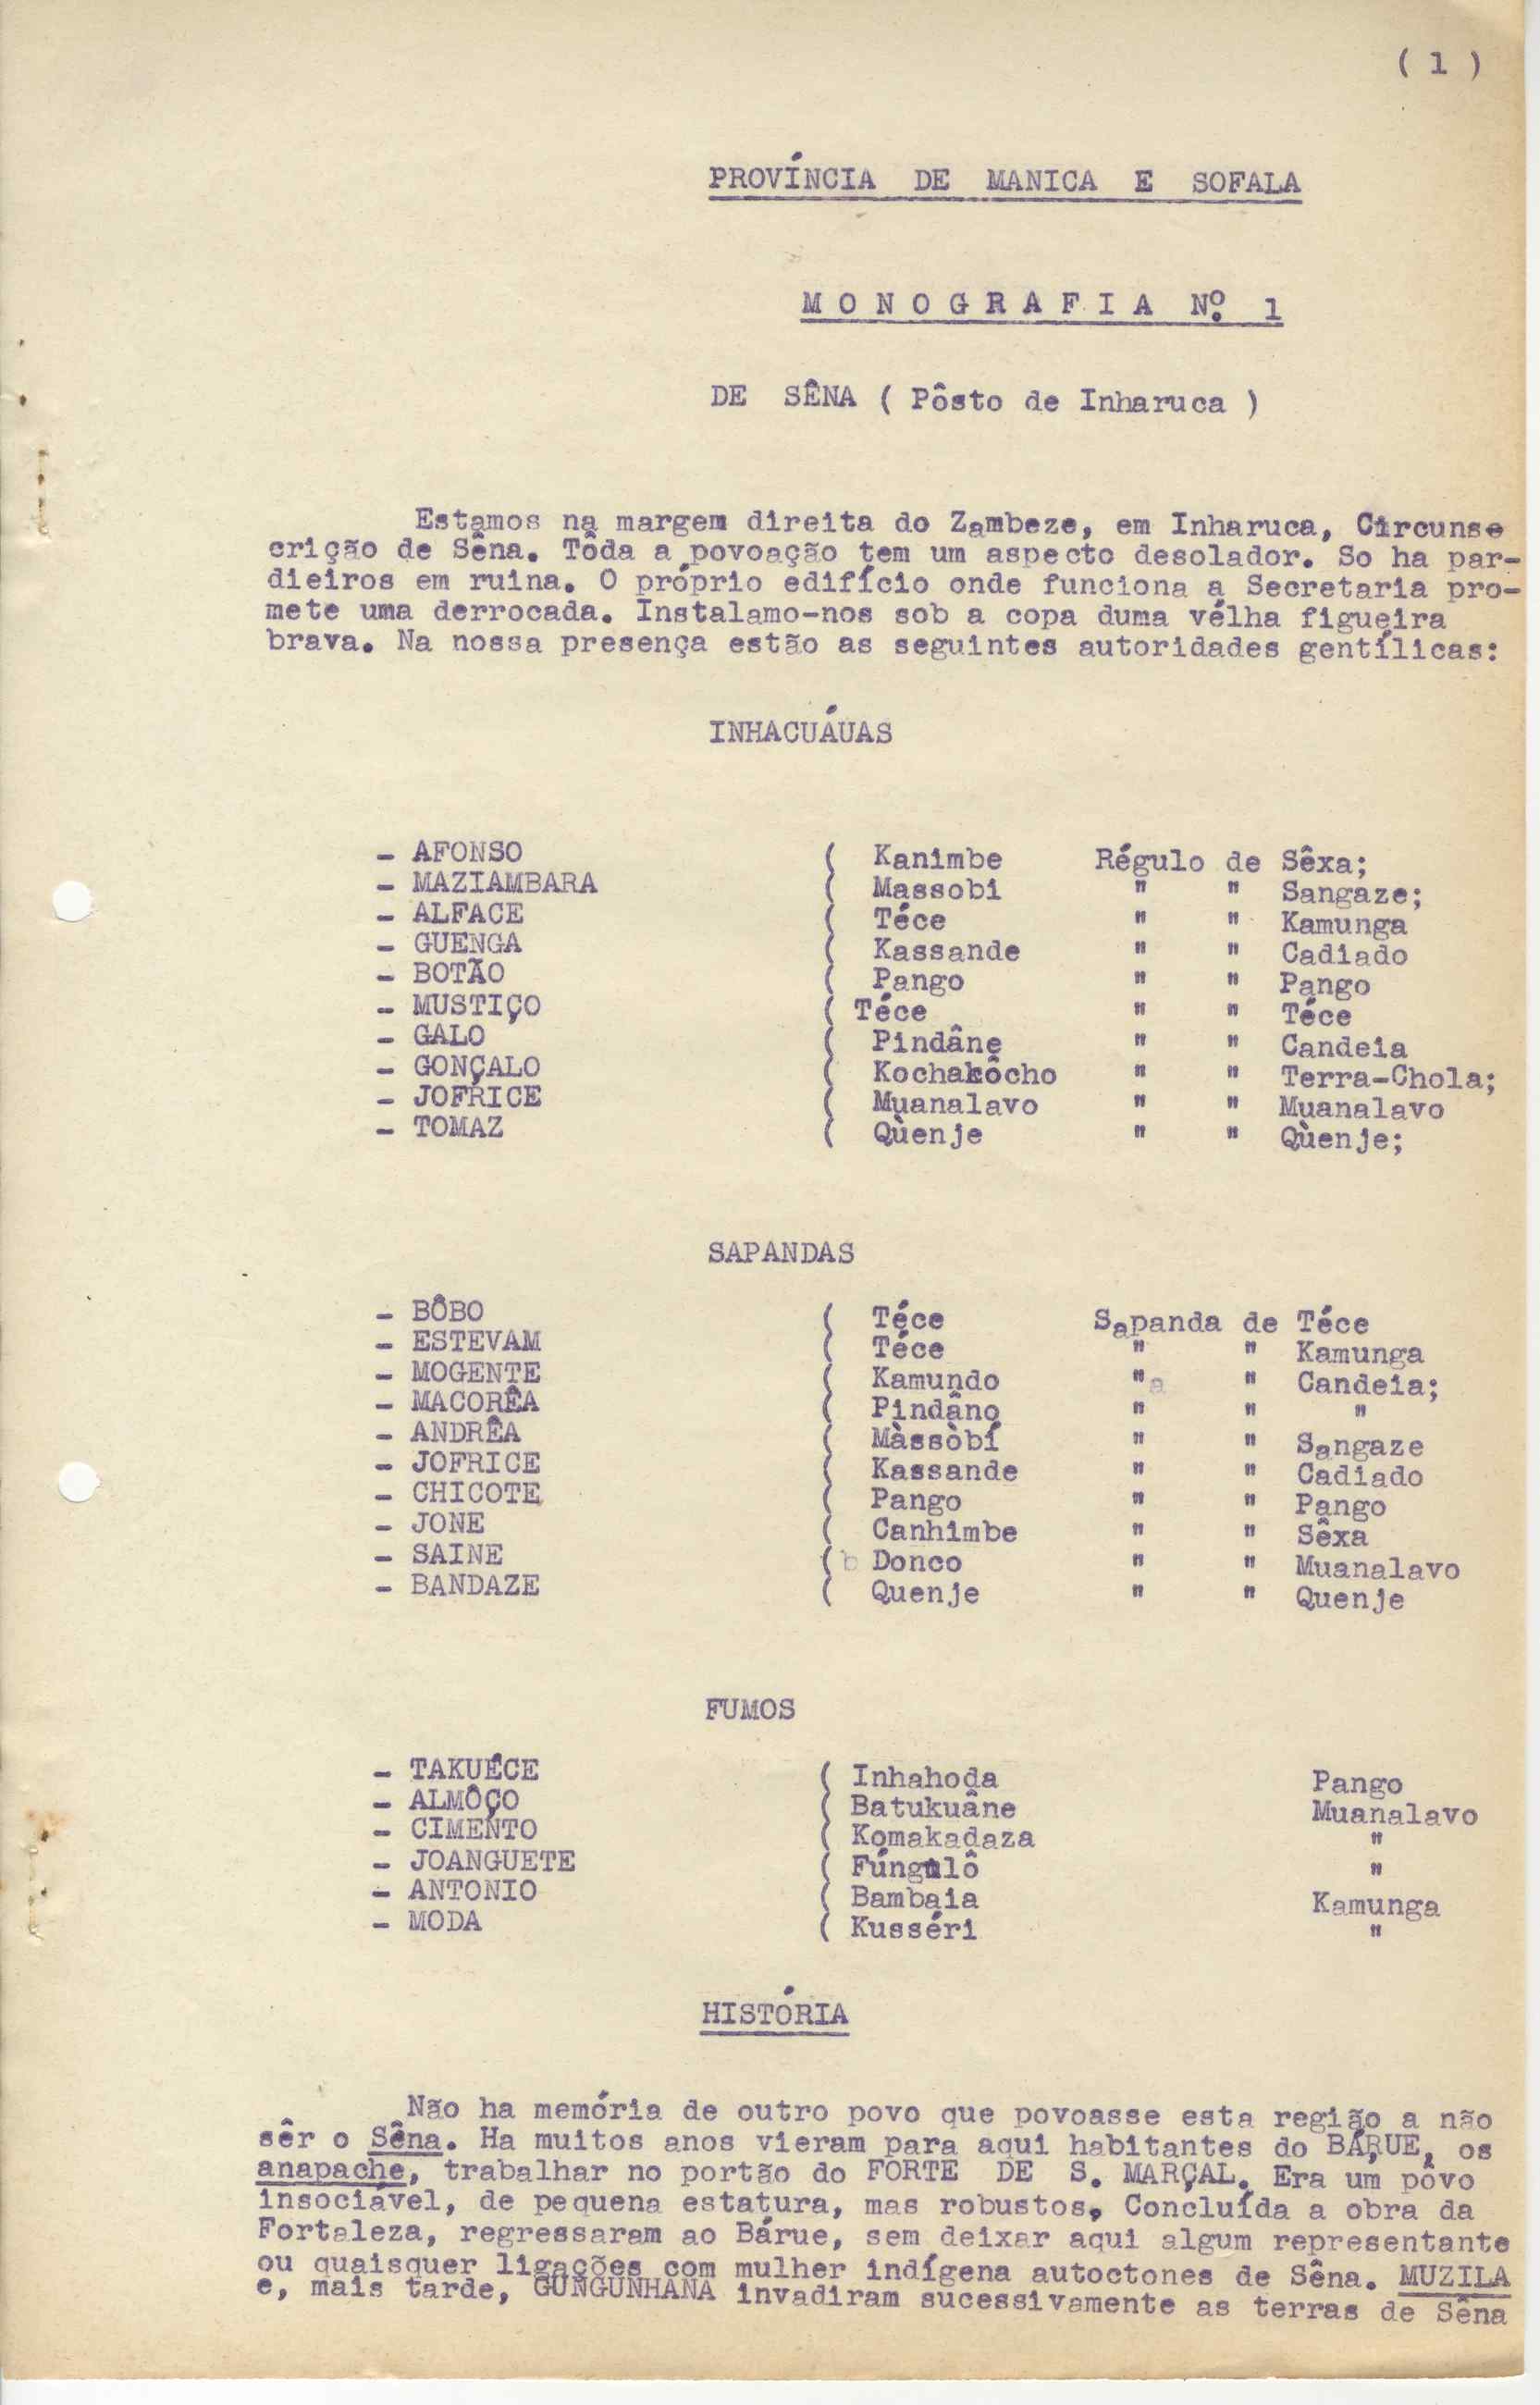 ( 1 )
PROVÍNCIA DE MANICA E SOFALA
M O N O G R A F I A Nº. 1
DE SÊNA ( Pôsto de Inharuca )
Estamos na margem direita do Zambeze, em Inharuca, Circuns-
crição de Sêna. Tôda a povoação tem um aspecto desolador. So ha par-
dieiros em ruina. O próprio edifício onde funciona a Secretaria pro-
mete uma derrocada. Instalamo-nos sob a copa duma vélha figueira
brava. Na nossa presença estão as seguintes autoridades gentílicas:
INHACUÁUAS
- AFONSO ( Kanimbe Régulo de Sêxa;
- MAZIAMBARA ( Massobi " " Sangaze;
- ALFACE ( Téce " " Kamunga
- GUENGA ( Kassande " " Cadiado
- BOTÃO ( Pango " " Pango
- MUSTIÇO ( Téce " " Téce
- GALO ( Pindâne " " Candeia
- GONÇALO ( Kochakôcho " " Terra-Chola;
- JOFRICE ( Muanalavo " " Muanalavo
- TOMAZ ( Qùenje " " Qùenje;
SAPANDAS
- BÔBO ( Téce Sapanda de Téce
- ESTEVAM ( Téce " " Kamunga
- MOGENTE ( Kamundo " a " Candeia;
- MACORÊA ( Pindâno " " "
- ANDRÊA ( Màssòbí " " Sangaze
- JOFRICE ( Kassande " " Cadiado
- CHICOTE ( Pango " " Pango
- JONE ( Canhimbe " " Sêxa
- SAINE ( b Donco " " Muanalavo
- BANDAZE ( Quenje " " Quenje
FUMOS
- TAKUÉCE ( Inhahoda Pango
- ALMÔÇO ( Batukuâne Muanalavo
- CIMENTO ( Komakadaza "
- JOANGUETE ( Fúngulô "
- ANTONIO ( Bambaia Kamunga
- MODA ( Kusséri "
HISTÓRIA
Não ha memória de outro povo que povoasse esta região a não
sêr o Sêna. Ha muitos anos vieram para aqui habitantes do BÁRUE, os
anapache, trabalhar no portão do FORTE DE S. MARÇAL. Era um pôvo
insociável, de pequena estatura, mas robustos. Concluída a obra da
Fortaleza, regressaram ao Bárue, sem deixar aqui algum representante
ou quaisquer ligações com mulher indígena autoctones de Sêna. MUZILA
e, mais tarde, GUNGUNHANA invadiram sucessivamente as terras de Sêna